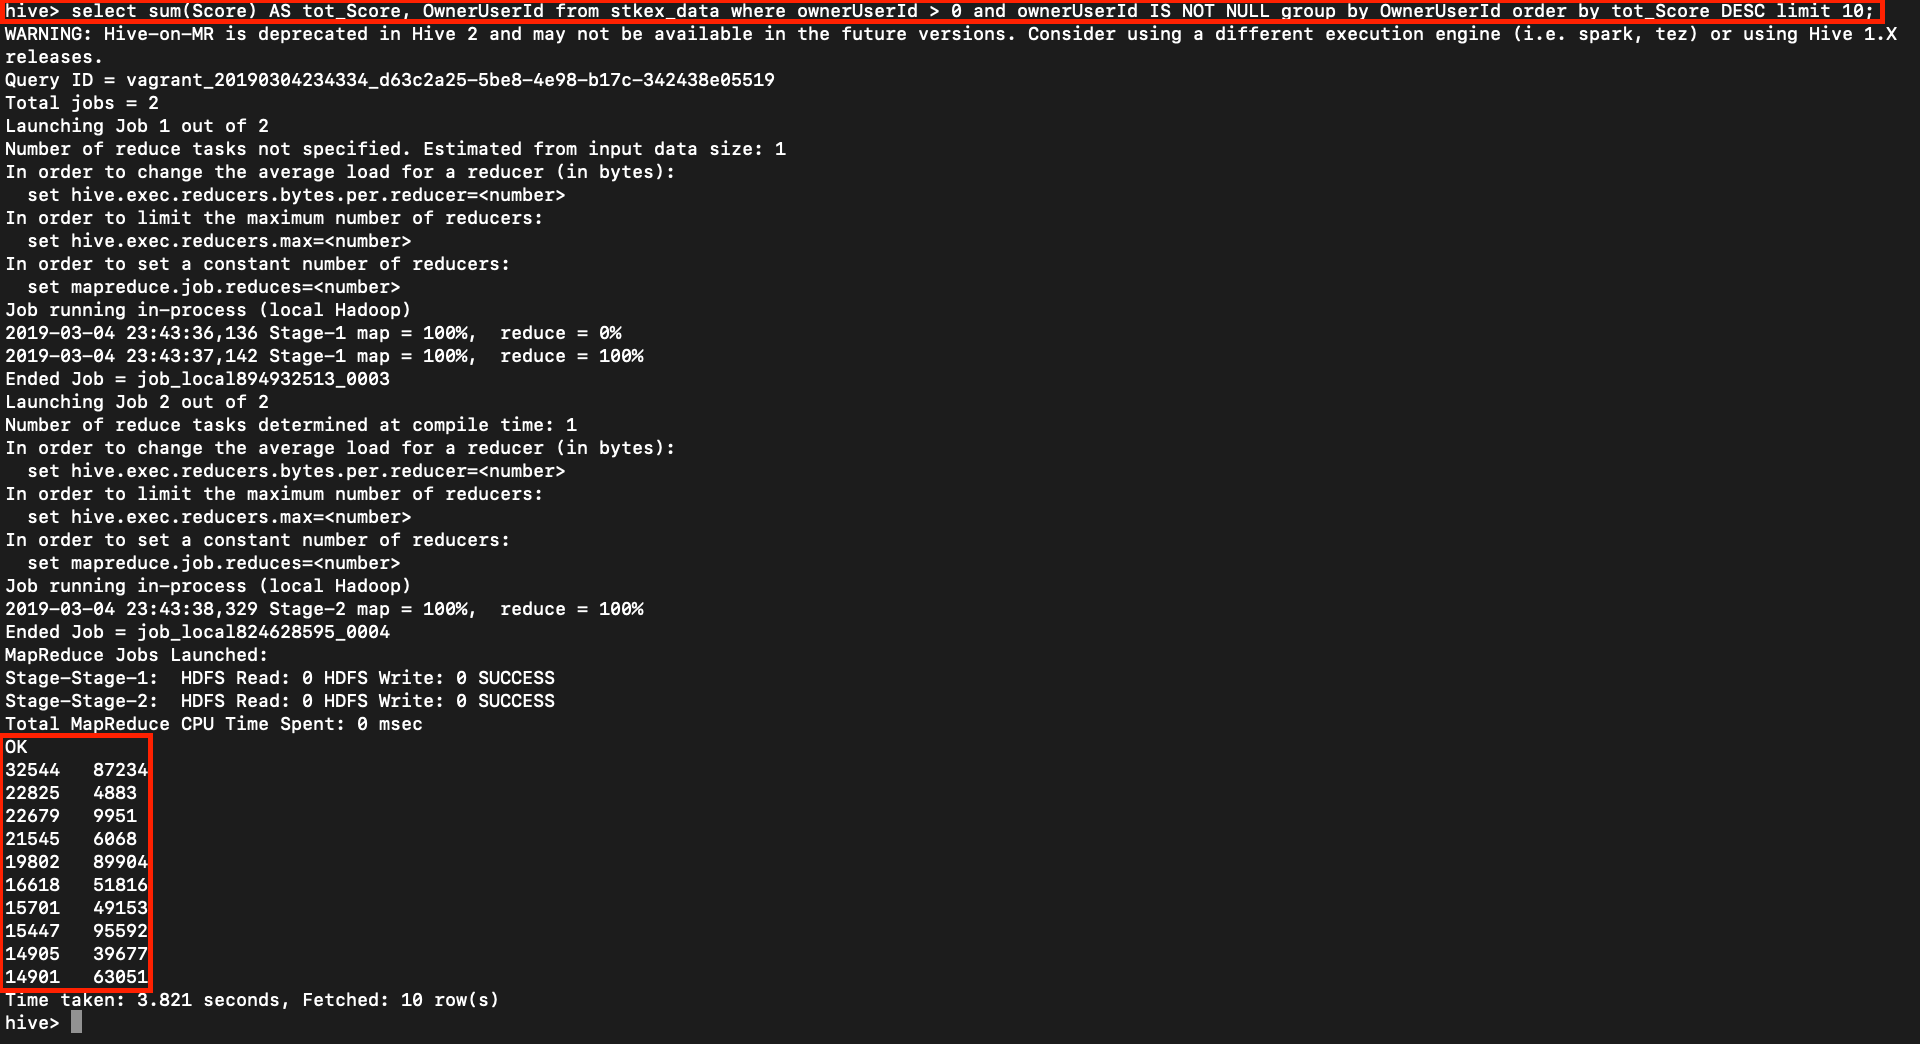 hive> select sum(Score) AS tot_Score, OwnerUserId from stkex_data where ownerUserId > 0 and ownerUserId IS NOT NULL group by OwnerUserId order by tot_Score DESC limit 10;
WARNING: Hive-on-MR is deprecated in Hive 2 and may not be available in the future versions. Consider using a different execution engine (i.e. spark, tez) or using Hive 1.X
releases.
Query ID = vagrant_20190304234334_d63c2a25-5be8-4e98-b17c-342438e05519
Total jobs = 2
Launching Job 1 out of 2
Number of reduce tasks not specified. Estimated from input data size: 1
In order to change the average load for a reducer (in bytes):
  set hive.exec.reducers.bytes.per.reducer=<number>
In order to limit the maximum number of reducers:
  set hive.exec.reducers.max=<number>
In order to set a constant number of reducers:
  set mapreduce.job.reduces=<number>
Job running in-process (local Hadoop)
2019-03-04 23:43:36,136 Stage-1 map = 100%,  reduce = 0%
2019-03-04 23:43:37,142 Stage-1 map = 100%,  reduce = 100%
Ended Job = job_local894932513_0003
Launching Job 2 out of 2
Number of reduce tasks determined at compile time: 1
In order to change the average load for a reducer (in bytes):
  set hive.exec.reducers.bytes.per.reducer=<number>
In order to limit the maximum number of reducers:
  set hive.exec.reducers.max=<number>
In order to set a constant number of reducers:
  set mapreduce.job.reduces=<number>
Job running in-process (local Hadoop)
2019-03-04 23:43:38,329 Stage-2 map = 100%,  reduce = 100%
Ended Job = job_local824628595_0004
MapReduce Jobs Launched:
Stage-Stage-1:  HDFS Read: 0 HDFS Write: 0 SUCCESS
Stage-Stage-2:  HDFS Read: 0 HDFS Write: 0 SUCCESS
Total MapReduce CPU Time Spent: 0 msec
OK
32544   87234
22825   4883
22679   9951
21545   6068
19802   89904
16618   51816
15701   49153
15447   95592
14905   39677
14901   63051
Time taken: 3.821 seconds, Fetched: 10 row(s)
hive>